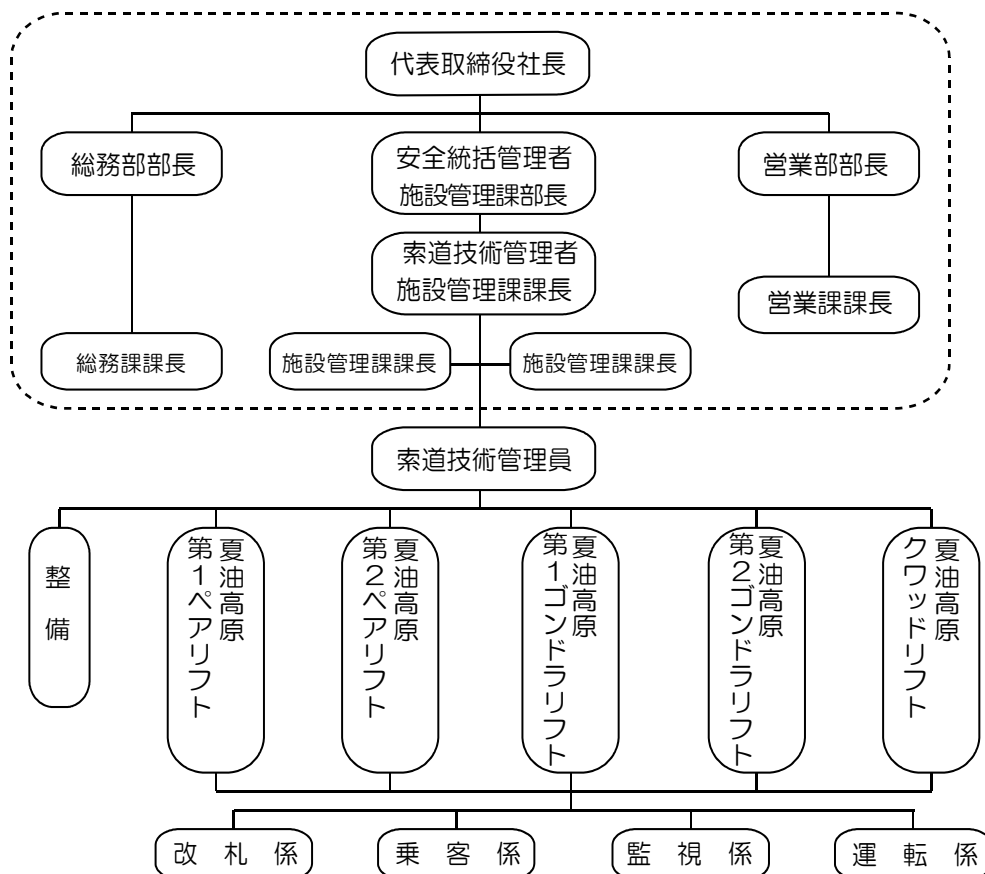 代表取締役社長
総務部部長
安全統括管理者
施設管理課部長
営業部部長
索道技術管理者
施設管理課課長
営業課課長
総務課課長
施設管理課課長
施設管理課課長
索道技術管理員
整備
夏油高原
第1ペアリフト
夏油高原
第2ペアリフト
夏油高原
第1ゴンドラリフト
夏油高原
第2ゴンドラリフト
夏油高原
クワッドリフト
改札係
乗客係
監視係
運転係